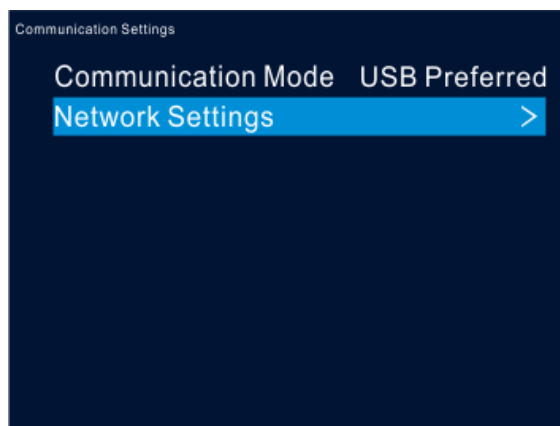 Communication Settings
Communication Mode USB Preferred
Network Settings >